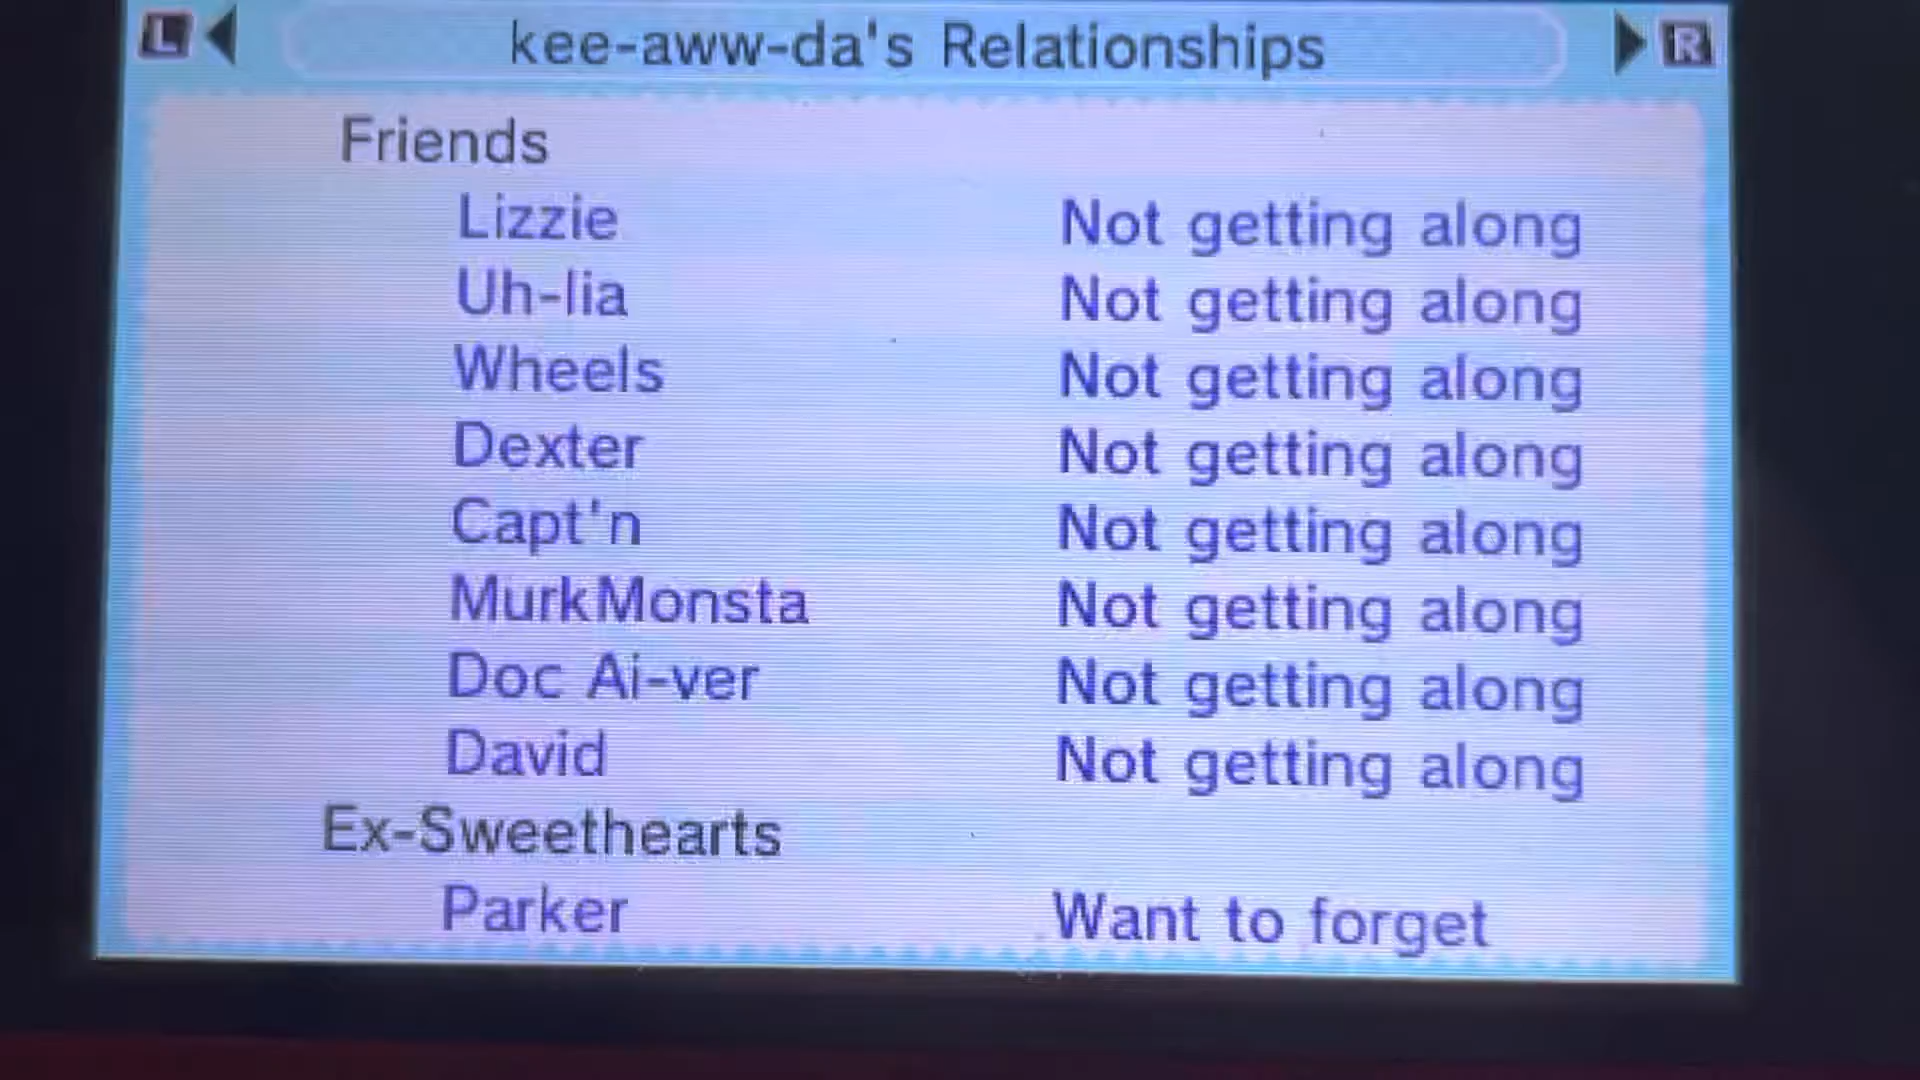 L kee-aww-da's Relationships R
Friends
Lizzie Not getting along
Uh-lia Not getting along
Wheels Not getting along
Dexter Not getting along
Capt'n Not getting along
MurkMonsta Not getting along
Doc Ai-ver Not getting along
David Not getting along
Ex-Sweethearts
Parker Want to forget